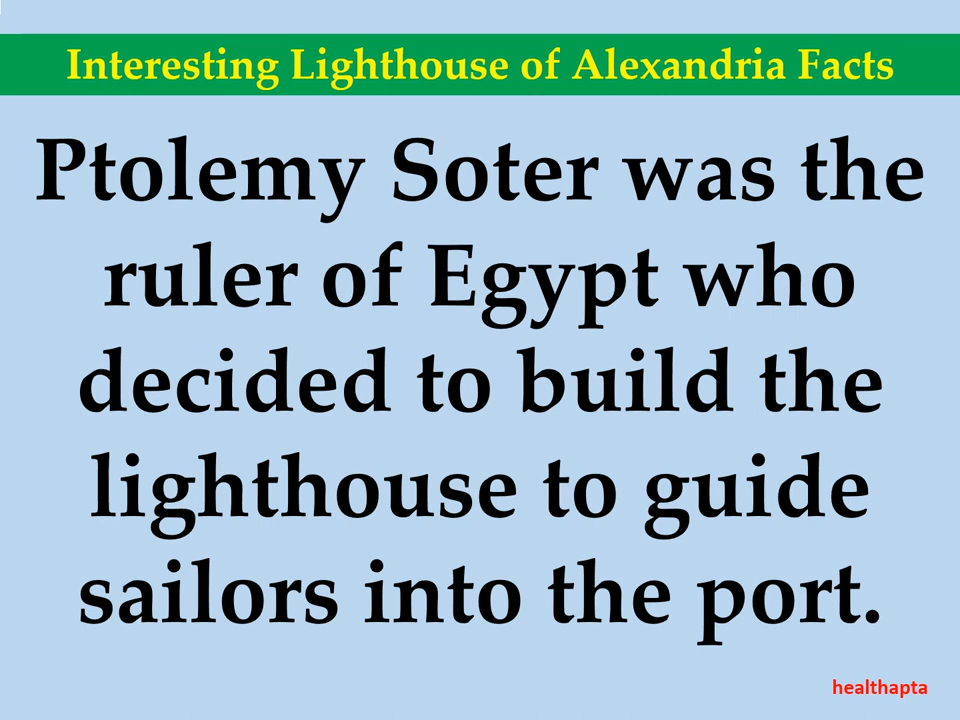 Interesting Lighthouse of Alexandria Facts
Ptolemy Soter was the
ruler of Egypt who
decided to build the
lighthouse to guide
sailors into the port.
healthapta